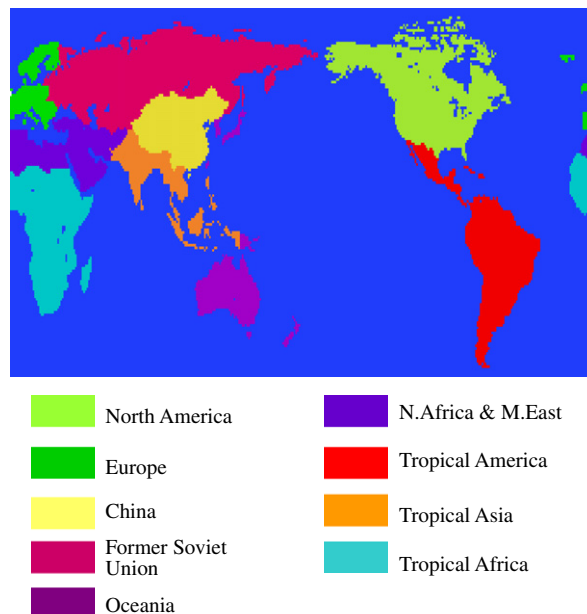 North America
Europe
China
Former Soviet
Union
Oceania
N.Africa & M.East
Tropical America
Tropical Asia
Tropical Africa